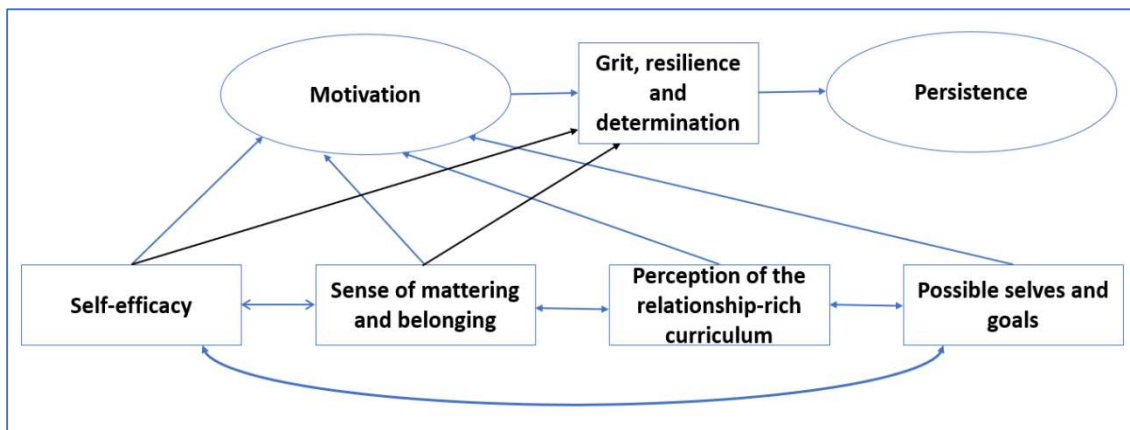 Motivation
Grit, resilience
and
determination
Persistence
Self-efficacy
Sense of mattering
and belonging
Perception of the
relationship-rich
curriculum
Possible selves and
goals